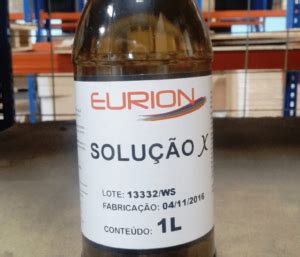 EURION
SOLUÇÃO X
LOTE: 13332/WS
FABRICAÇÃO: 04/11/2016
CONTEÚDO: 1L